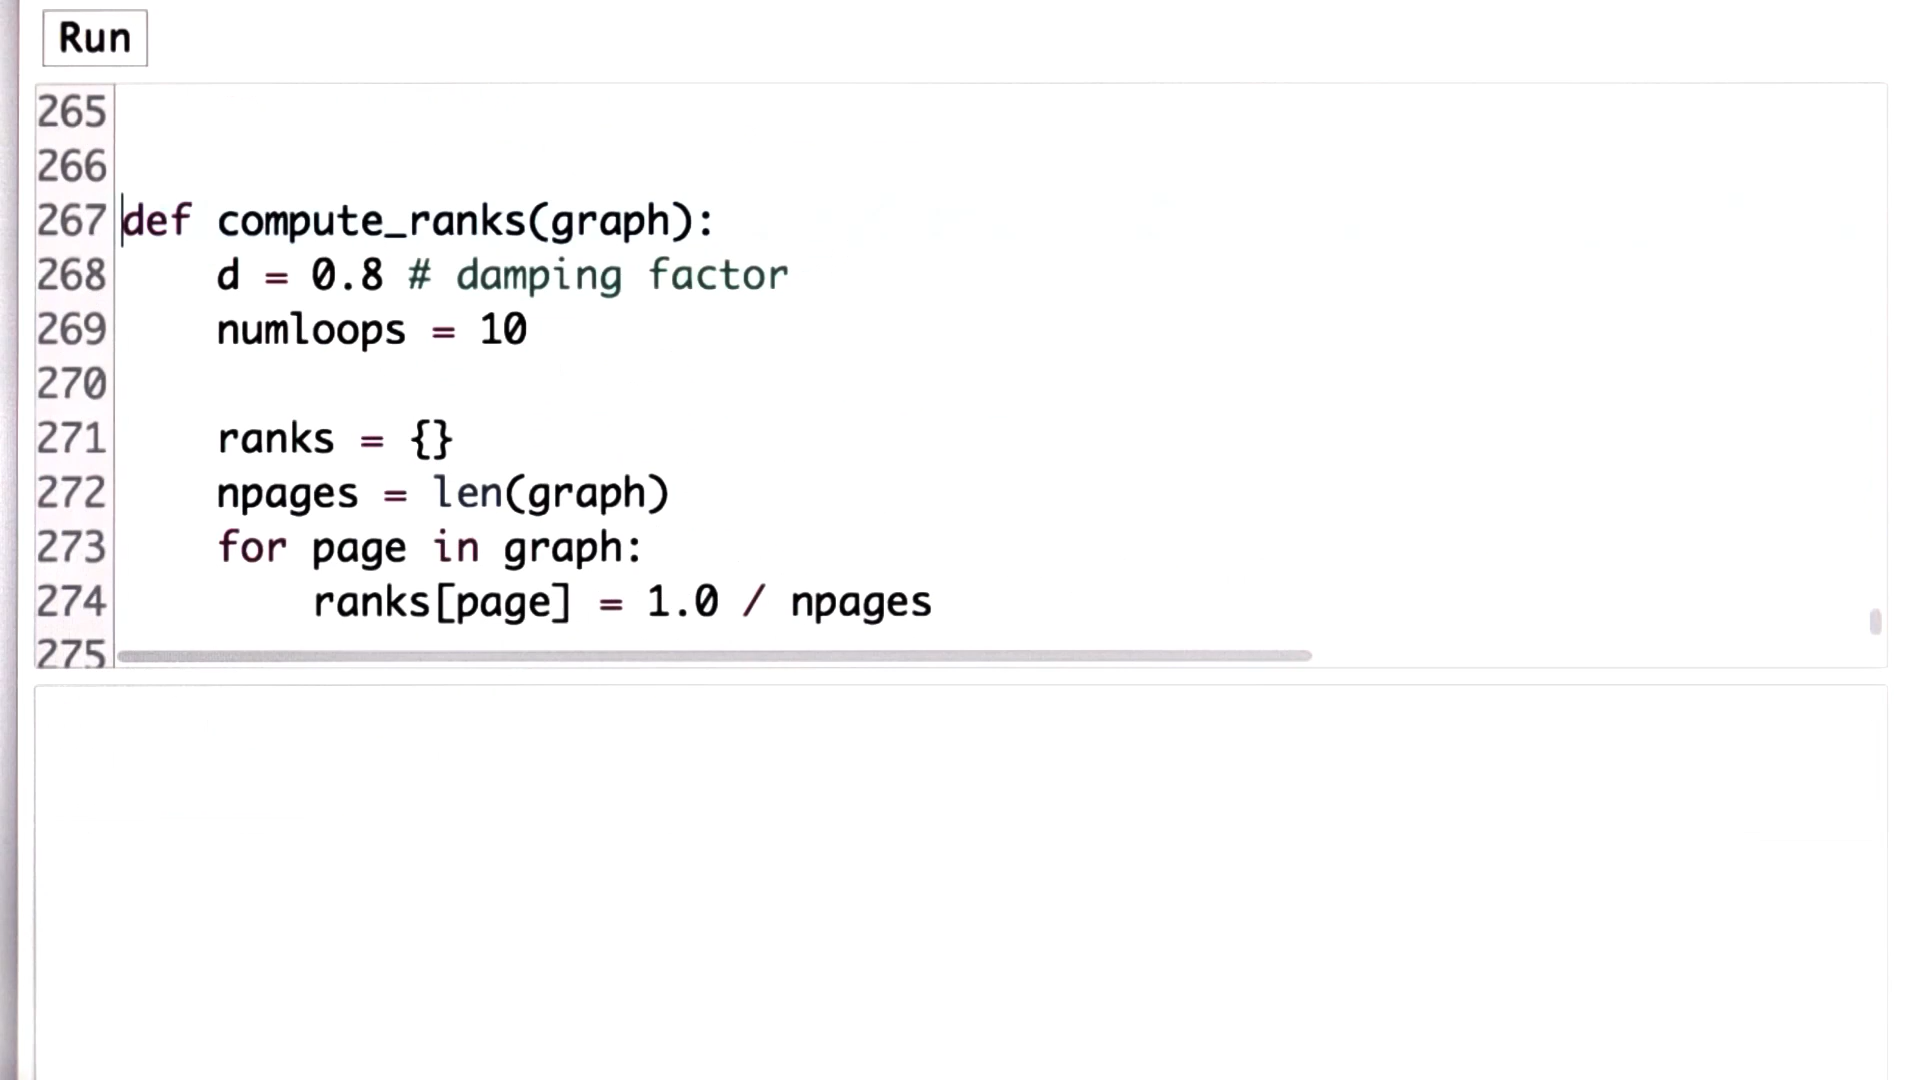 Run
265
266
267 def compute_ranks(graph):
268     d = 0.8 # damping factor
269     numloops = 10
270
271     ranks = {}
272     npages = len(graph)
273     for page in graph:
274         ranks[page] = 1.0 / npages
275